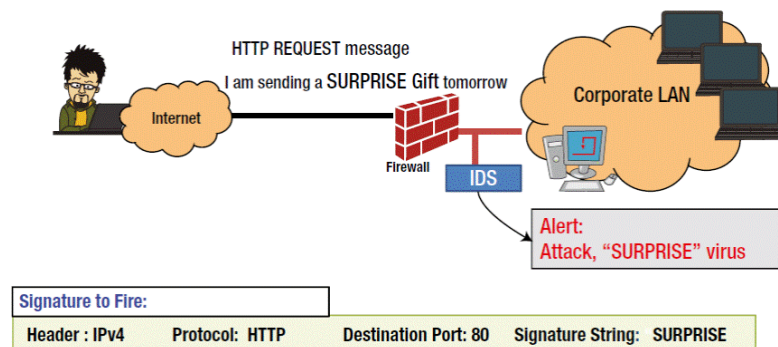 HTTP REQUEST message
I am sending a SURPRISE Gift tomorrow
Internet
Corporate LAN
Firewall
IDS
Alert:
Attack, “SURPRISE” virus
Signature to Fire:
Header : IPv4 Protocol: HTTP Destination Port: 80 Signature String: SURPRISE